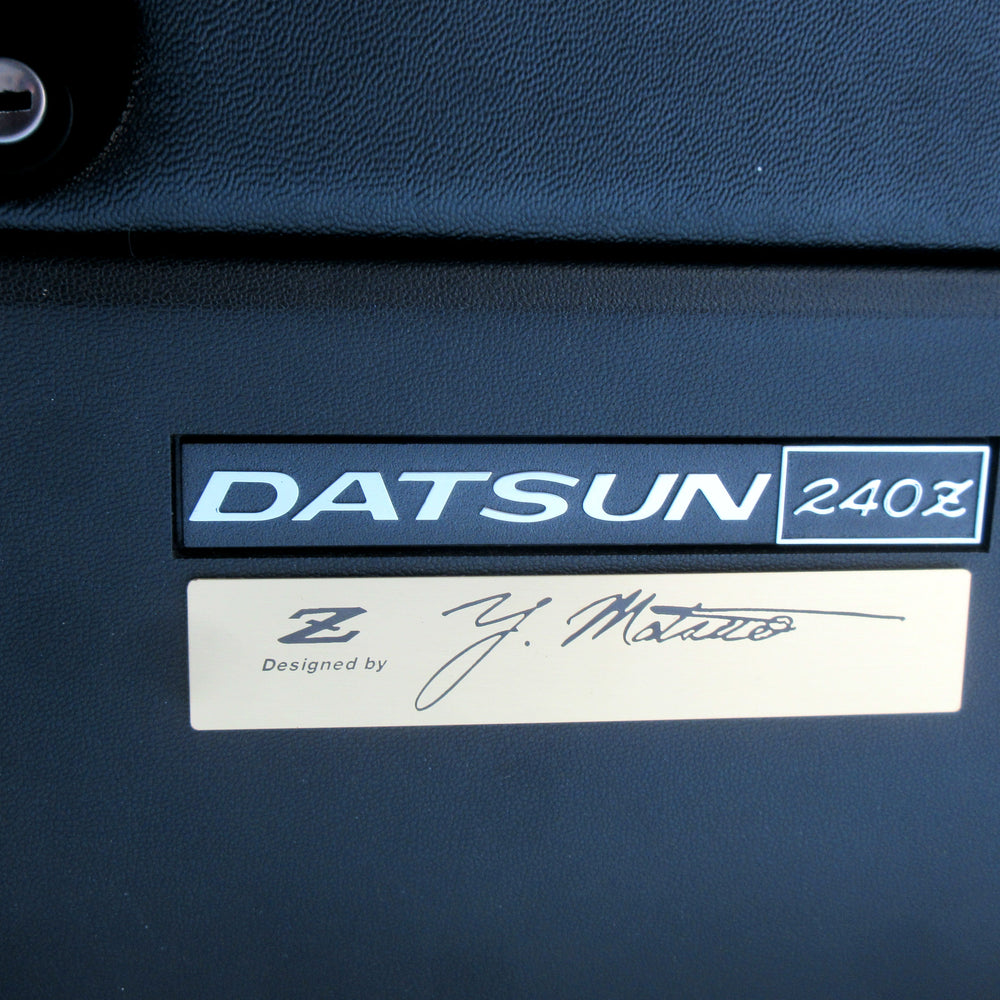 DATSUN 240Z
Z
Designed by Y. Matsuo